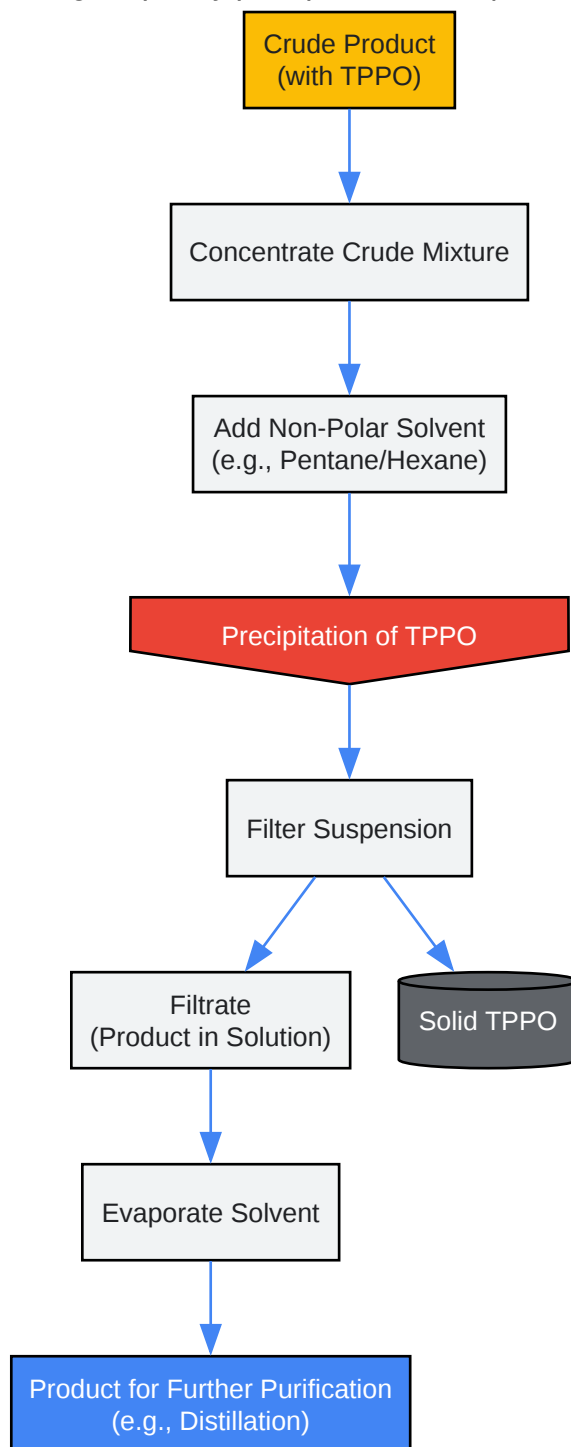 Crude Product
(with TPPO)
Concentrate Crude Mixture
Add Non-Polar Solvent
(e.g., Pentane/Hexane)
Precipitation of TPPO
Filter Suspension
Filtrate
(Product in Solution)
Solid TPPO
Evaporate Solvent
Product for Further Purification
(e.g., Distillation)